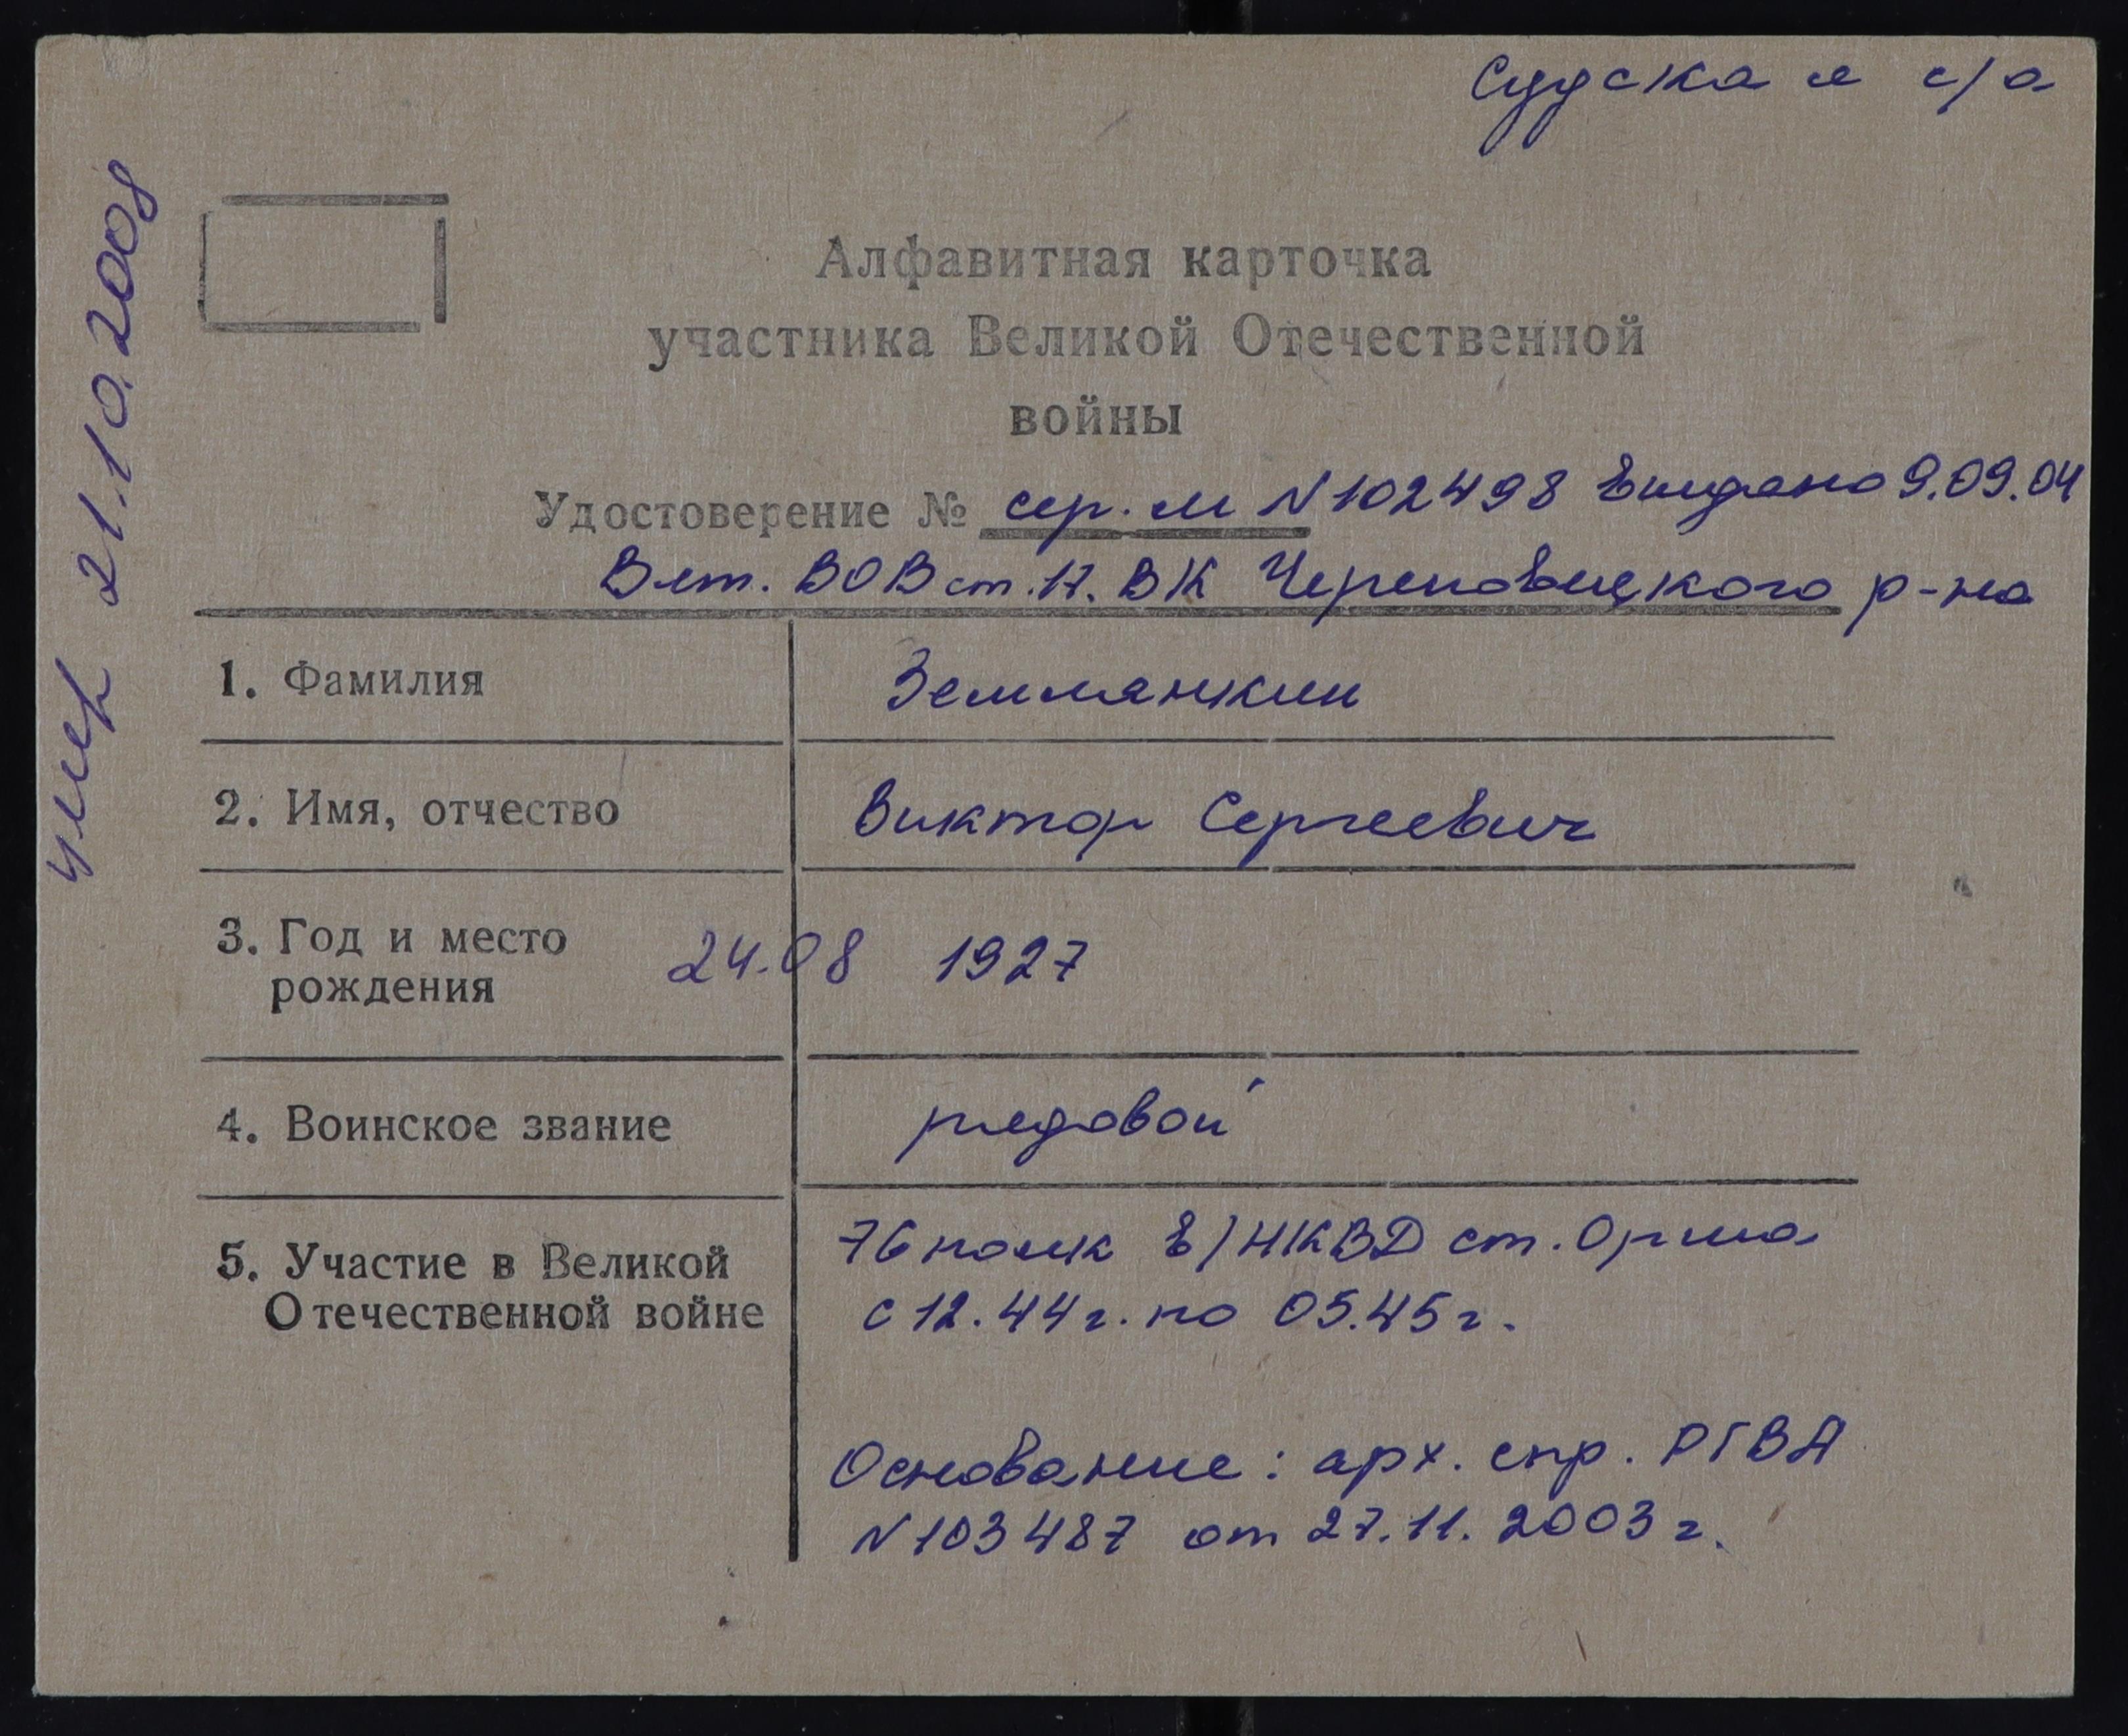 Судская с/а
умер 21.10.2008
Алфавитная карточка
участника Великой Отечественной
войны
Удостоверение № сер. М N102498 выдано 9.09.04
Вет. ВОВ ст. 17. ВК Череповецкого р-на
1. Фамилия Землянкин
2. Имя, отчество Виктор Сергеевич
3. Год и место 24.08 1927
рождения
4. Воинское звание рядовой
5. Участие в Великой 76 полк в/НКВД ст. Орша
Отечественной войне с 12.44г. по 05.45г.
Основание: арх. спр. РГВА
N103487 от 27.11.2003г.